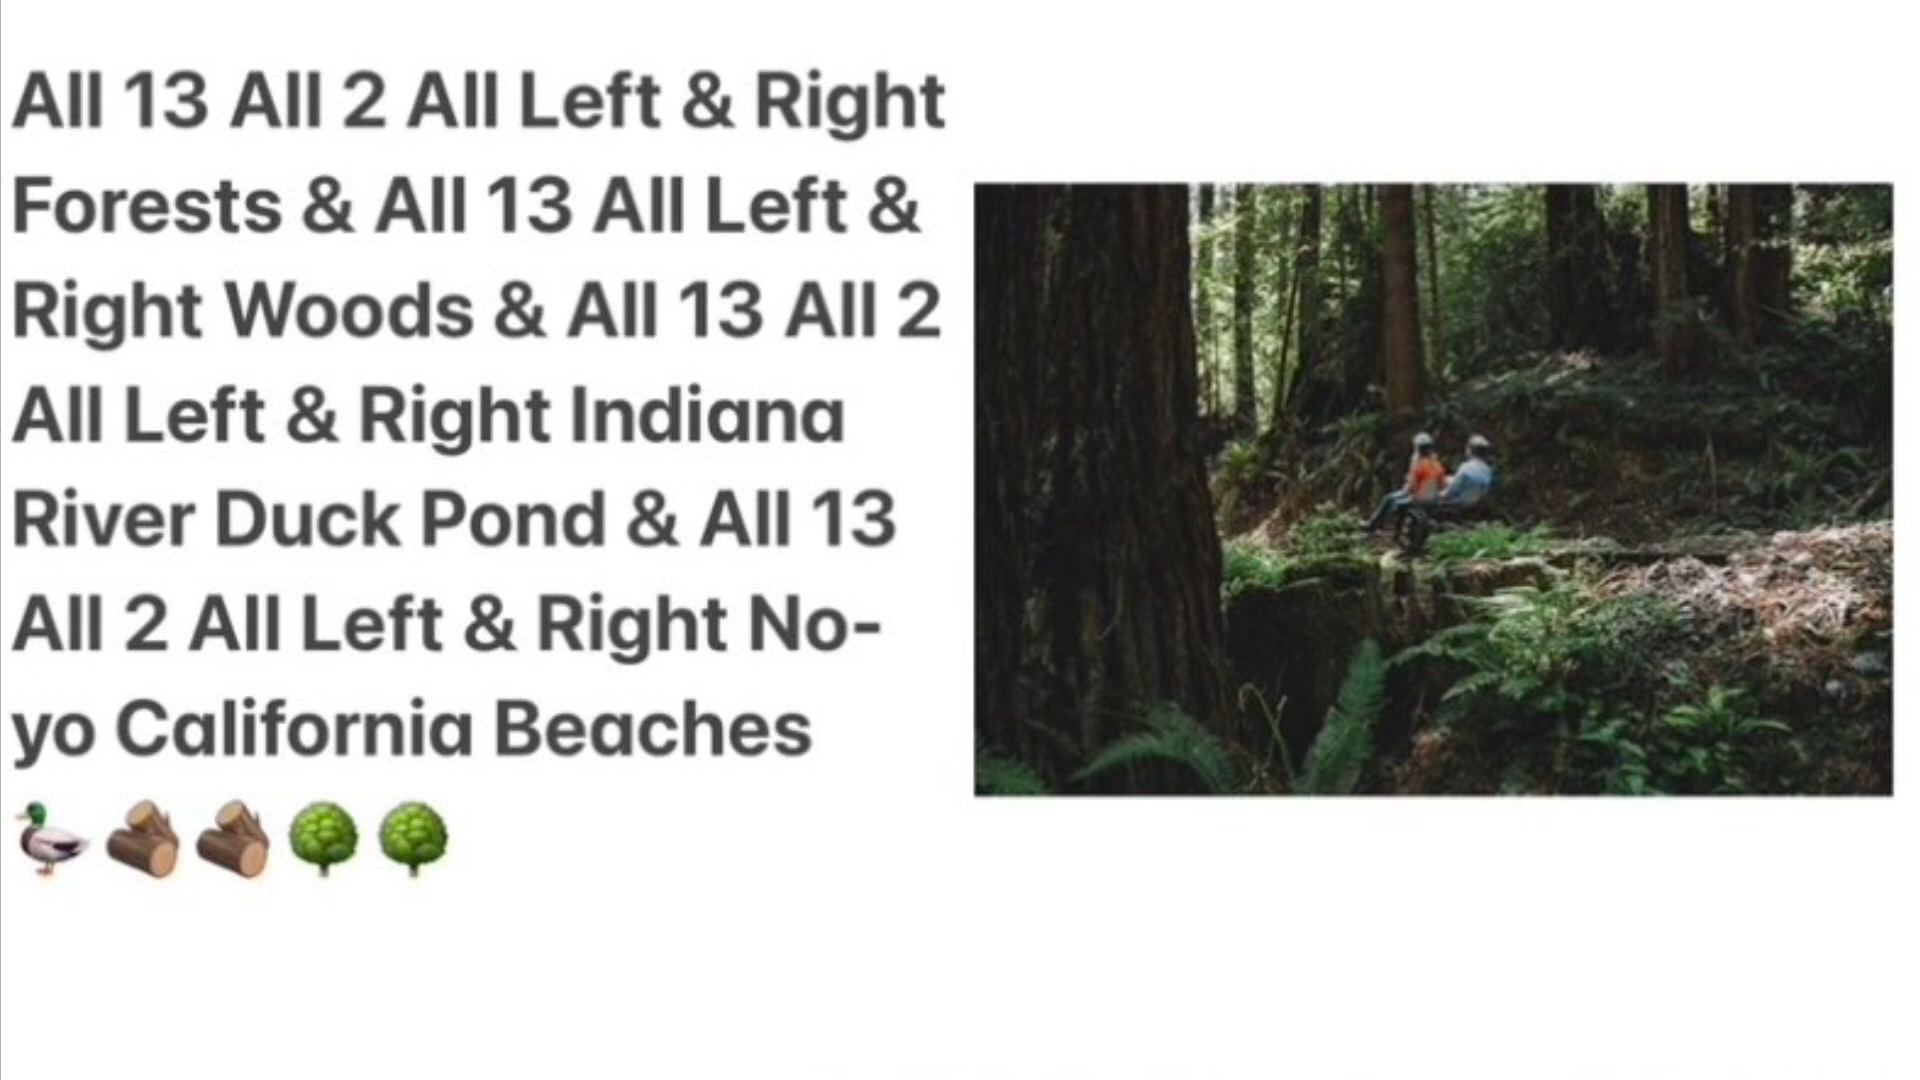 All 13 All 2 All Left & Right
Forests & All 13 All Left &
Right Woods & All 13 All 2
All Left & Right Indiana
River Duck Pond & All 13
All 2 All Left & Right No-
yo California Beaches
🦆🪵🪵🌳🌳